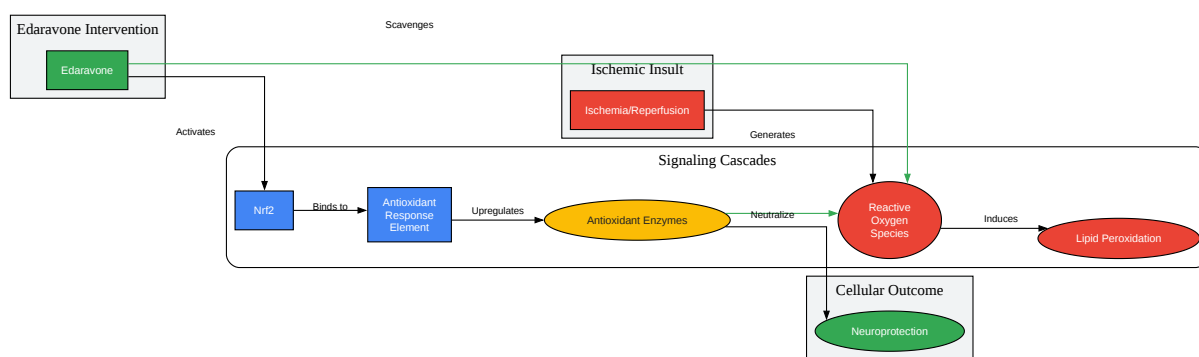 Scavenges
Edaravone Intervention
Edaravone
Ischemic Insult
Ischemia/Reperfusion
Activates
Generates
Signaling Cascades
Nrf2
Binds to
Antioxidant
Response
Element
Upregulates
Antioxidant Enzymes
Neutralize
Reactive
Oxygen
Species
Induces
Lipid Peroxidation
Cellular Outcome
Neuroprotection